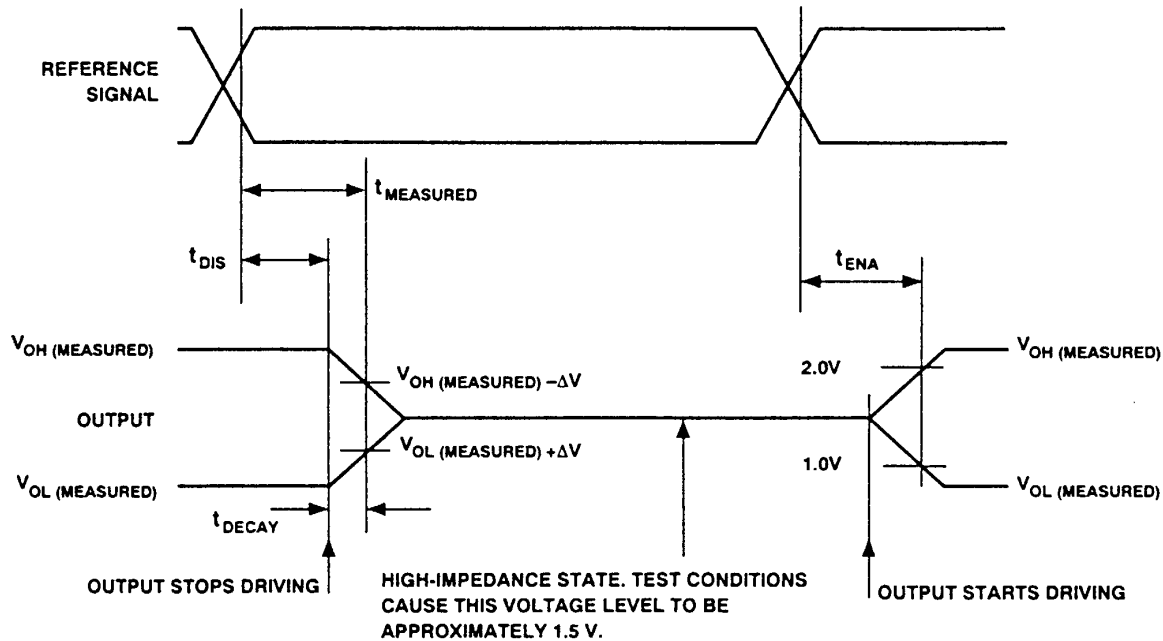 REFERENCE
SIGNAL
tMEASURED
tDIS
tENA
VOH (MEASURED)
2.0V
VOH (MEASURED)
VOH (MEASURED) –ΔV
OUTPUT
VOL (MEASURED) +ΔV
1.0V
VOL (MEASURED)
VOL (MEASURED)
tDECAY
OUTPUT STOPS DRIVING
HIGH-IMPEDANCE STATE. TEST CONDITIONS
CAUSE THIS VOLTAGE LEVEL TO BE
APPROXIMATELY 1.5 V.
OUTPUT STARTS DRIVING